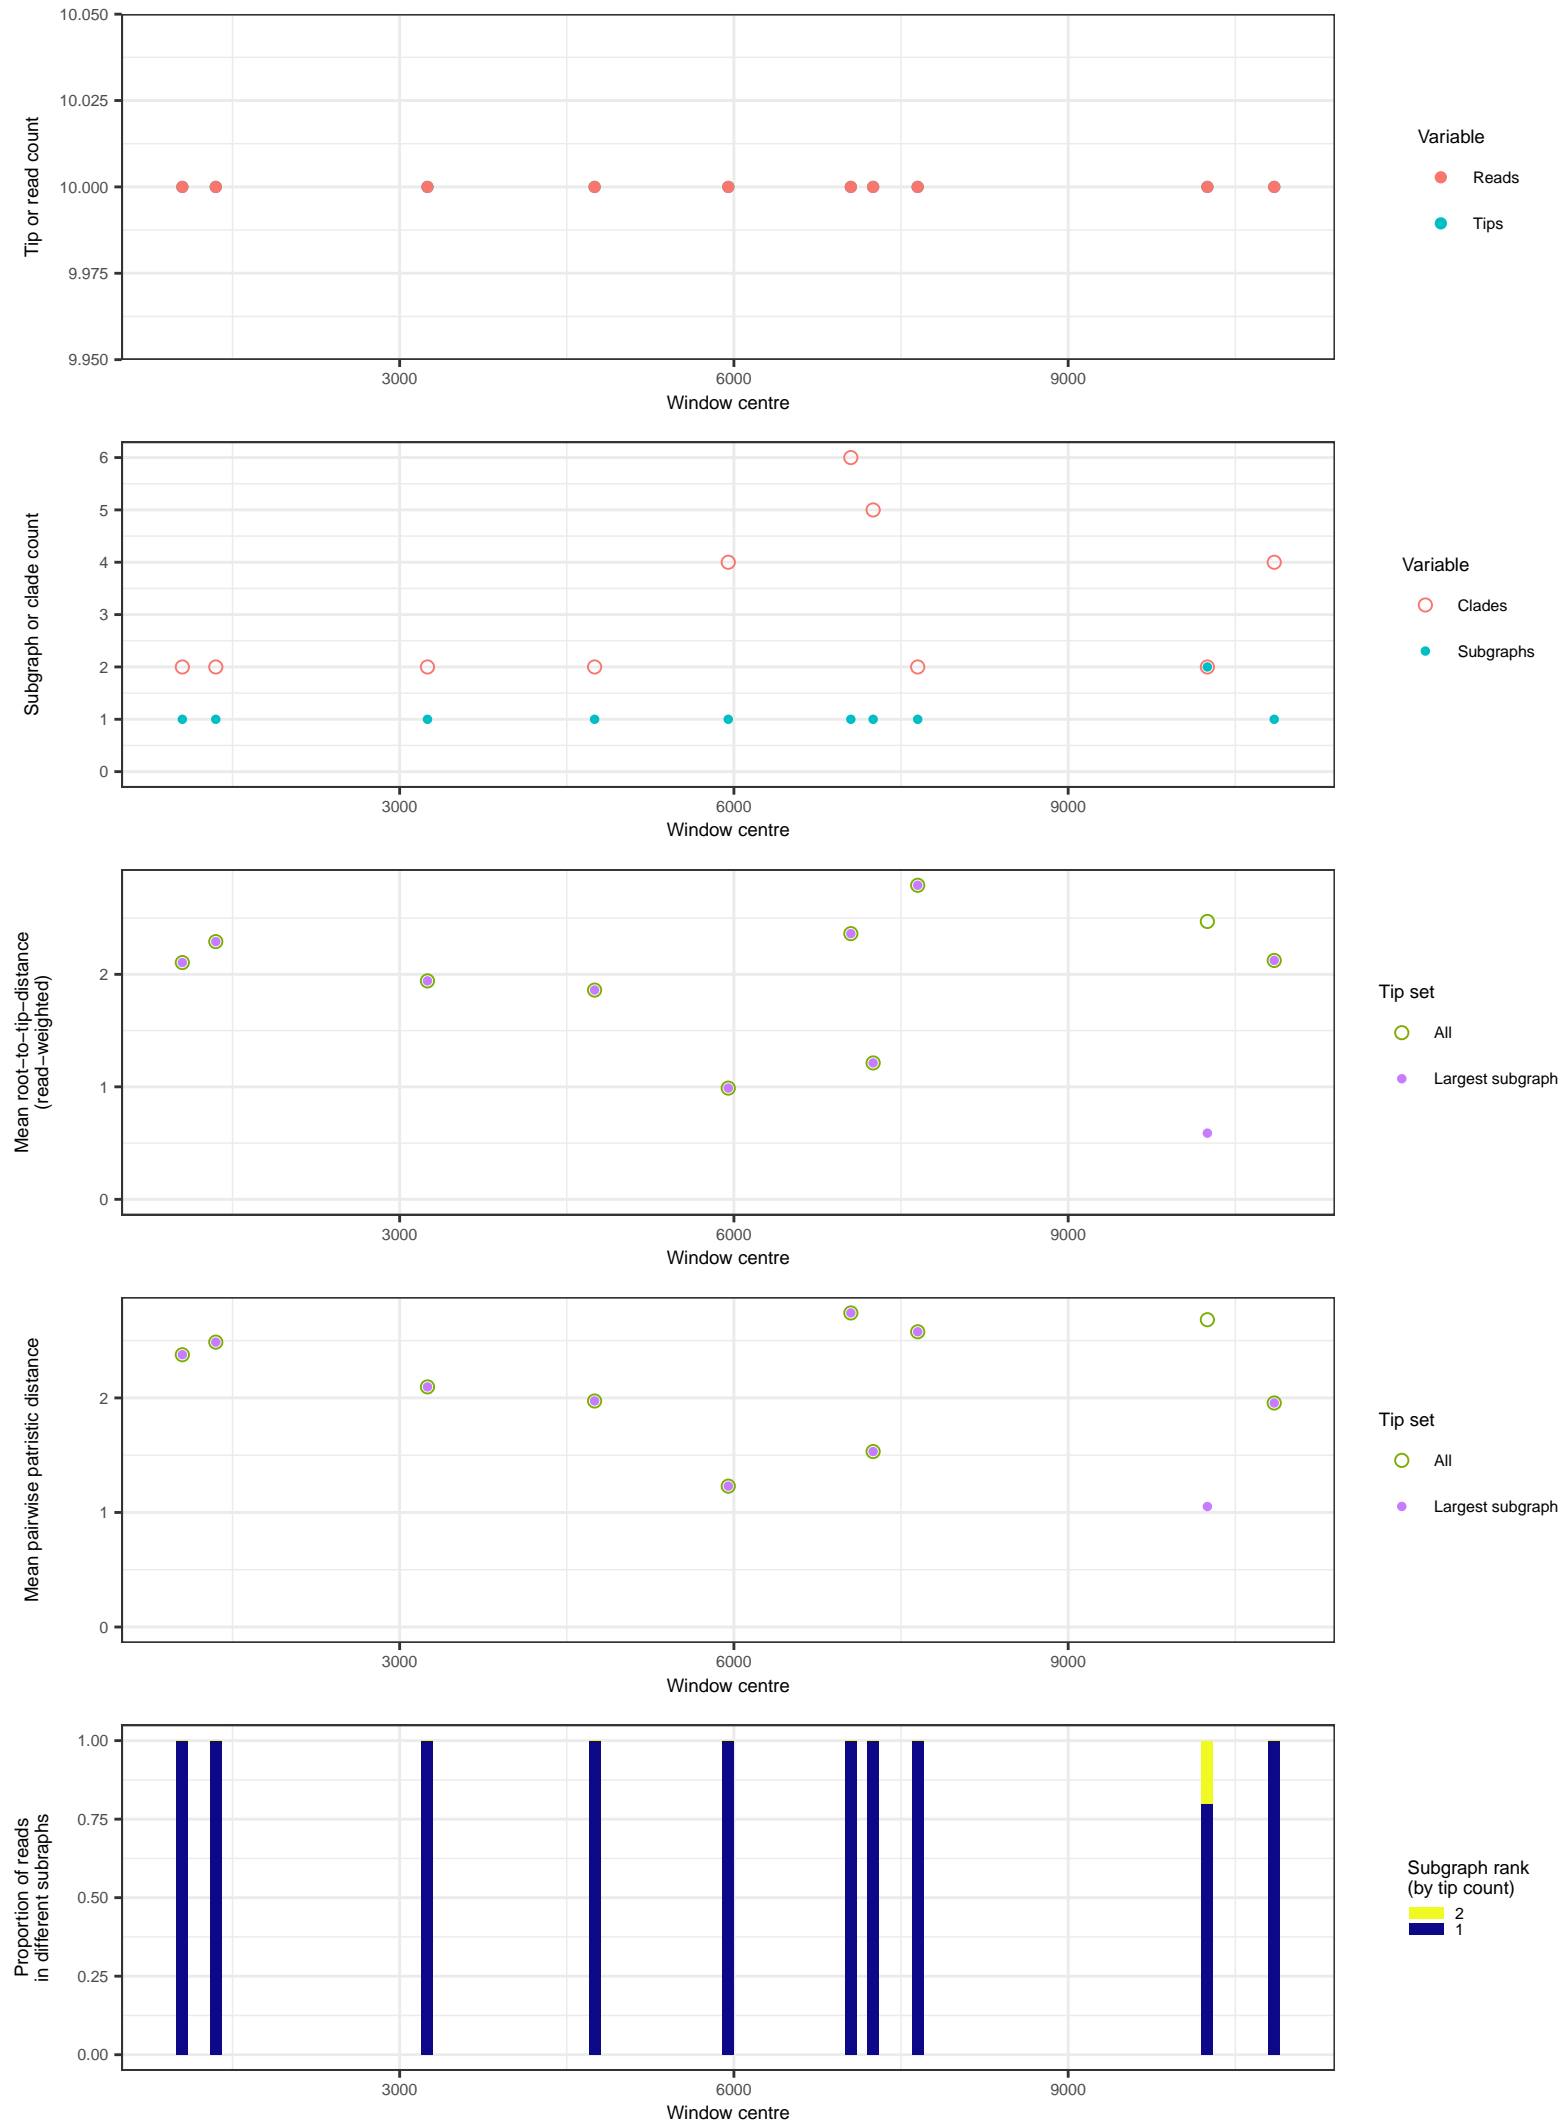 10.050
10.025
10.000
9.975
9.950
Tip or read count
3000
6000
9000
Window centre
Variable
Reads
Tips
6
5
4
3
2
1
0
Subgraph or clade count
3000
6000
9000
Window centre
Variable
Clades
Subgraphs
2
1
0
Mean root−to−tip−distance
(read−weighted)
3000
6000
9000
Window centre
Tip set
All
Largest subgraph
2
1
0
Mean pairwise patristic distance
3000
6000
9000
Window centre
Tip set
All
Largest subgraph
1.00
0.75
0.50
0.25
0.00
Proportion of reads
in different subraphs
3000
6000
9000
Window centre
Subgraph rank
(by tip count)
2
1